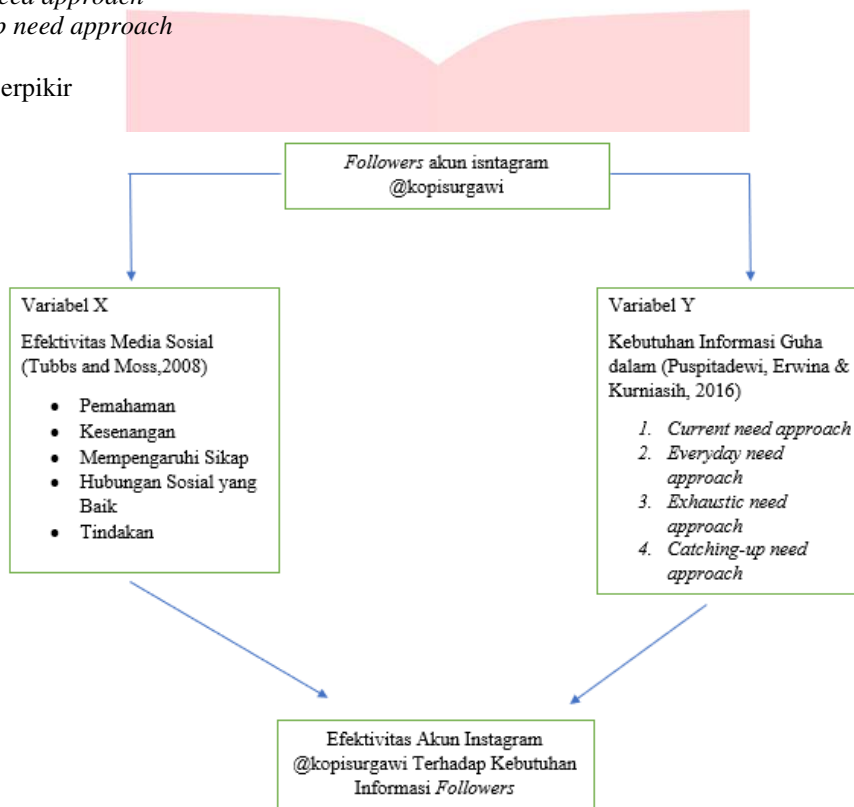 need approach
p need approach
erpikir
Followers akun isntagram
@kopisurgawi
Variabel X
Efektivitas Media Sosial
(Tubbs and Moss,2008)
• Pemahaman
• Kesenangan
• Mempengaruhi Sikap
• Hubungan Sosial yang
Baik
• Tindakan
Variabel Y
Kebutuhan Informasi Guha
dalam (Puspitadewi, Erwina &
Kurniasih, 2016)
1. Current need approach
2. Everyday need
approach
3. Exhaustic need
approach
4. Catching-up need
approach
Efektivitas Akun Instagram
@kopisurgawi Terhadap Kebutuhan
Informasi Followers